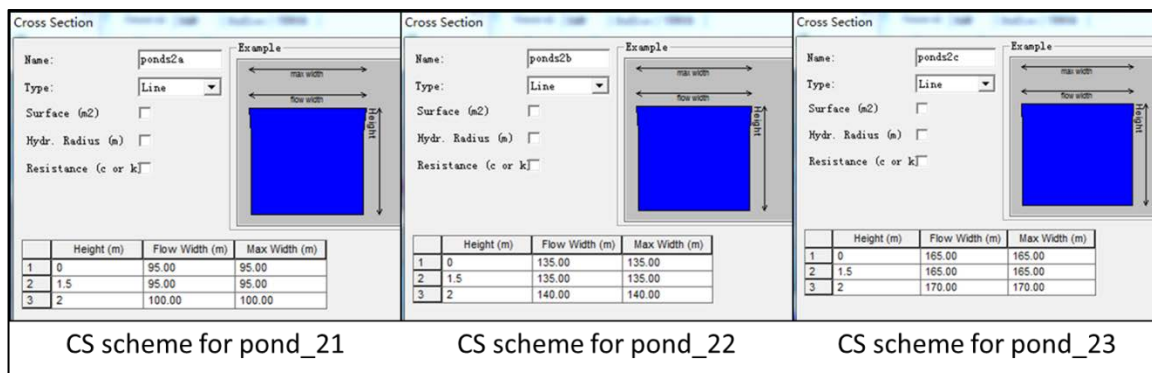 Cross Section
Name: ponds2a
Type: Line
Surface (m2)
Hydr. Radius (m)
Resistance (c or k)
Example
max width
flow width
Height
Height (m) Flow Width (m) Max Width (m)
1 0 95.00 95.00
2 1.5 95.00 95.00
3 2 100.00 100.00
CS scheme for pond_21
Cross Section
Name: ponds2b
Type: Line
Surface (m2)
Hydr. Radius (m)
Resistance (c or k)
Example
max width
flow width
Height
Height (m) Flow Width (m) Max Width (m)
1 0 135.00 135.00
2 1.5 135.00 135.00
3 2 140.00 140.00
CS scheme for pond_22
Cross Section
Name: ponds2c
Type: Line
Surface (m2)
Hydr. Radius (m)
Resistance (c or k)
Example
max width
flow width
Height
Height (m) Flow Width (m) Max Width (m)
1 0 165.00 165.00
2 1.5 165.00 165.00
3 2 170.00 170.00
CS scheme for pond_23